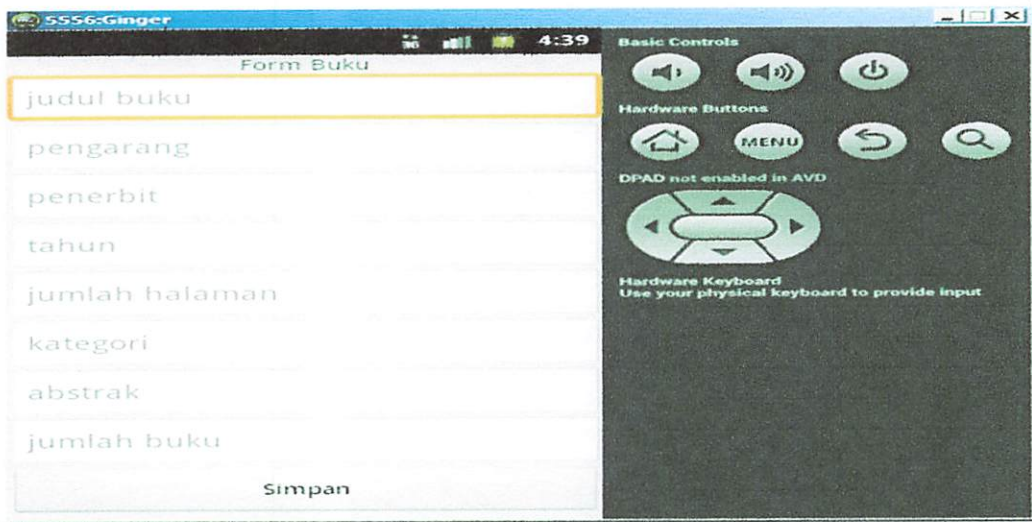 5556:Ginger
3G 4:39
Form Buku
judul buku
pengarang
penerbit
tahun
jumlah halaman
kategori
abstrak
jumlah buku
Simpan
Basic Controls
Hardware Buttons
MENU
DPAD not enabled in AVD
Hardware Keyboard
Use your physical keyboard to provide input